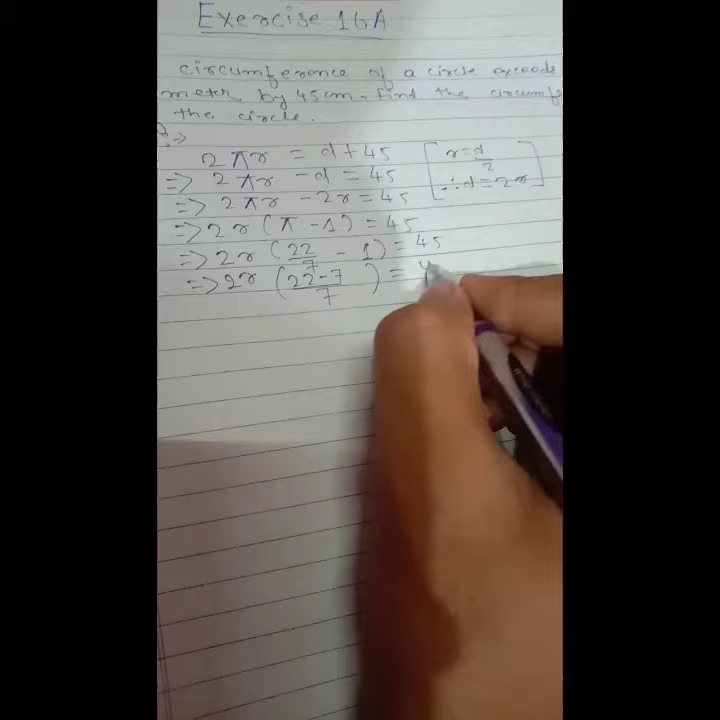 Exercise 16A
circumference of a circle exceeds
meter by 45cm. find the circumf
the circle.
2πr = d+45
=> 2πr - d = 45
=> 2πr - 2r = 45
=> 2r (π - 1) = 45
=> 2r (22/7 - 1) = 45
=> 2r (22-7/7) =
[r = d/2
∴ d = 2r]